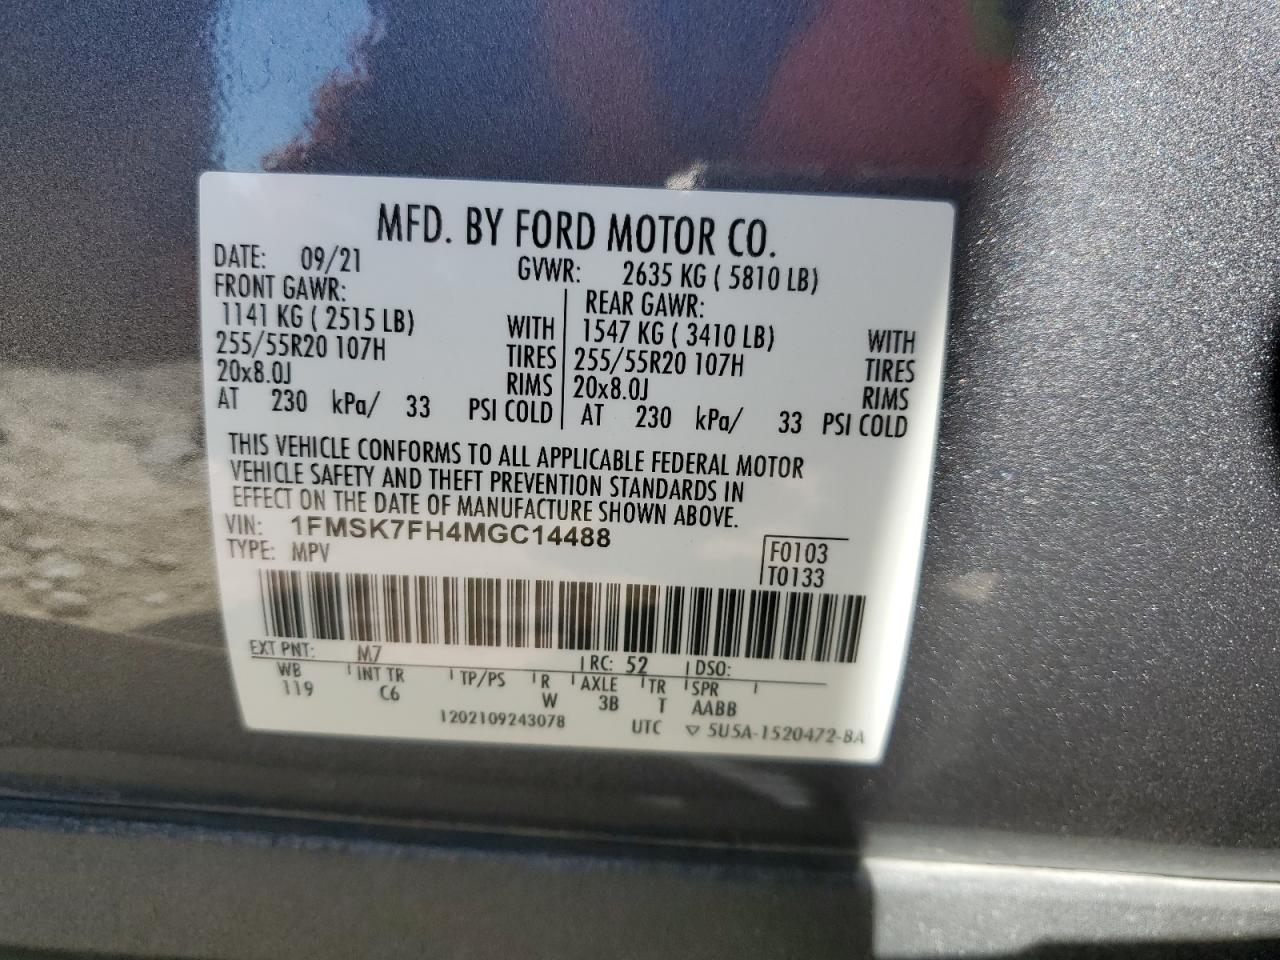 MFD. BY FORD MOTOR CO.
DATE: 09/21 GVWR: 2635 KG ( 5810 LB)
FRONT GAWR: REAR GAWR:
1141 KG ( 2515 LB) WITH 1547 KG ( 3410 LB) WITH
255/55R20 107H TIRES 255/55R20 107H TIRES
20x8.0J RIMS 20x8.0J RIMS
AT 230 kPa/ 33 PSI COLD AT 230 kPa/ 33 PSI COLD
THIS VEHICLE CONFORMS TO ALL APPLICABLE FEDERAL MOTOR
VEHICLE SAFETY AND THEFT PREVENTION STANDARDS IN
EFFECT ON THE DATE OF MANUFACTURE SHOWN ABOVE.
VIN: 1FMSK7FH4MGC14488
TYPE: MPV F0103
T0133
EXT PNT: M7 RC: 52 DSO:
WB INT TR TP/PS R AXLE TR SPR
119 C6 W 3B T AABB
1202109243078 UTC ▽ 5U5A-1520472-BA